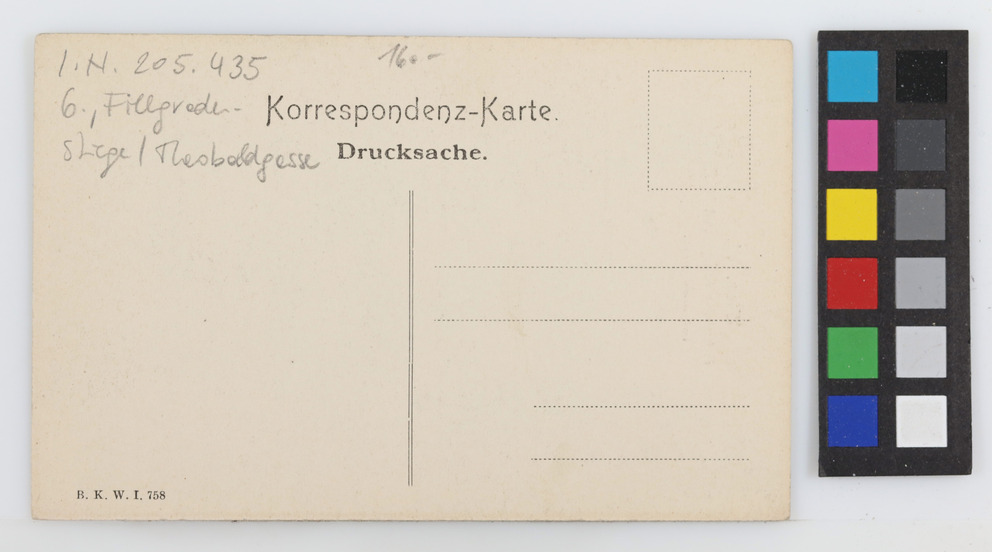 I.N. 205.435
16.-
6., Fillgrader-
stiege / Theobaldgasse
Korrespondenz-Karte.
Drucksache.
B. K. W. I. 758